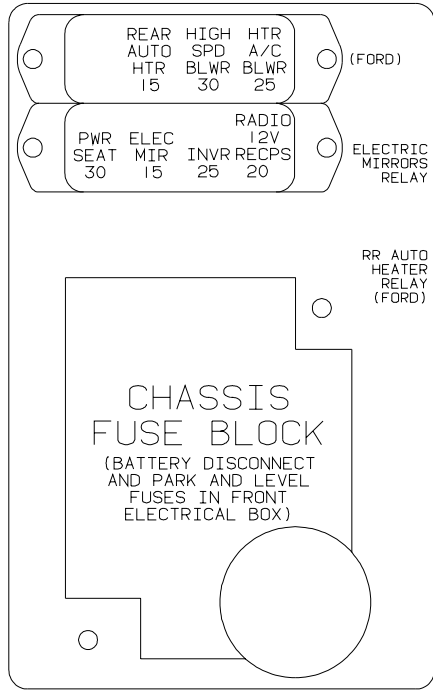 REAR HIGH HTR
AUTO SPD A/C
HTR BLWR BLWR
15 30 25
(FORD)
RADIO
PWR ELEC 12V
SEAT MIR INVR RECPS
30 15 25 20
ELECTRIC
MIRRORS
RELAY
RR AUTO
HEATER
RELAY
(FORD)
CHASSIS
FUSE BLOCK
(BATTERY DISCONNECT
AND PARK AND LEVEL
FUSES IN FRONT
ELECTRICAL BOX)